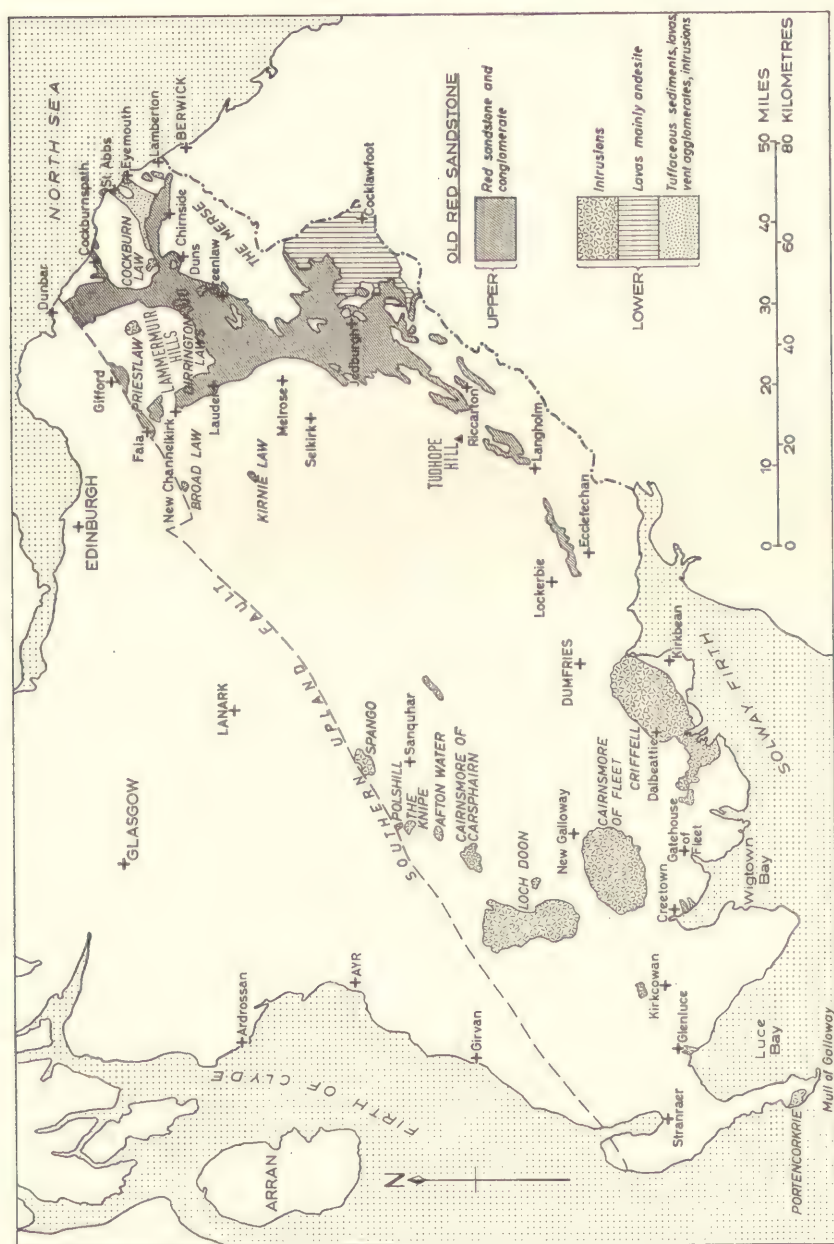 NORTH SEA
Dunbar
Cockburnspath
St. Abbs
Eyemouth
Lamberton
BERWICK
COCKBURN
LAW
Chirnside
Duns
THE MERSE
Greenlaw
Gifford
PRIESTLAW
LAMMERMUIR
HILLS
DIRRINGTON
LAWS
Fala
New Channelkirk
Lauder
EDINBURGH
BROAD LAW
KIRNIE LAW
Melrose
Selkirk
Jedburgh
Cocklawfoot
TUDHOPE
HILL
Riccarton
Langholm
Ecclefechan
Lockerbie
SOUTHERN UPLAND FAULT
LANARK
GLASGOW
SPANGO
Sanquhar
POLSHILL
THE
KNIPE
AFTON WATER
CAIRNSMORE OF
CARSPHAIRN
LOCH DOON
DUMFRIES
Kirkbean
New Galloway
CAIRNSMORE
OF FLEET
CRIFFELL
Dalbeattie
Gatehouse
of
Fleet
Creetown
SOLWAY FIRTH
Wigtown
Bay
Ardrossan
AYR
Girvan
FIRTH OF CLYDE
ARRAN
N
Kirkcowan
Glenluce
Luce
Bay
Stranraer
PORTENCORKRIE
Mull of Galloway
OLD RED SANDSTONE
UPPER
Red sandstone and
conglomerate
LOWER
Intrusions
Lavas mainly andesite
Tuffaceous sediments, lavas,
vent agglomerates, intrusions
0 10 20 30 40 50 MILES
0 20 40 60 80 KILOMETRES